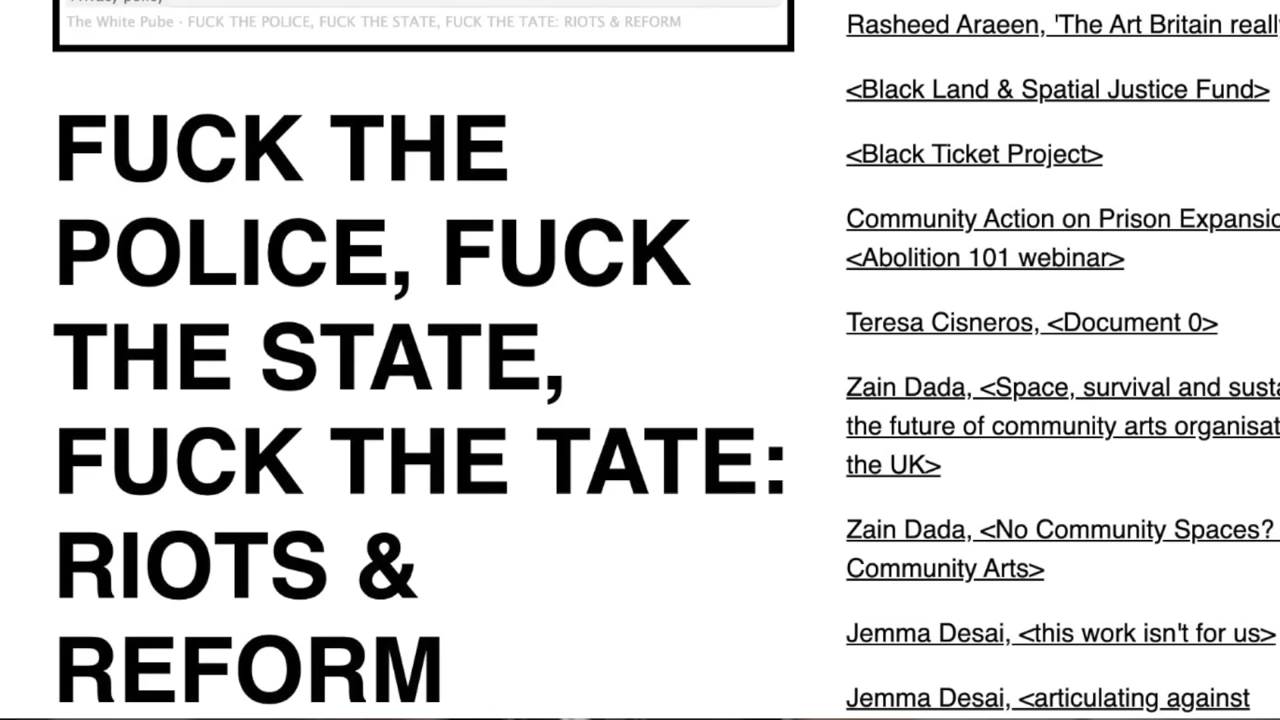 The White Pube · FUCK THE POLICE, FUCK THE STATE, FUCK THE TATE: RIOTS & REFORM
FUCK THE
POLICE, FUCK
THE STATE,
FUCK THE TATE:
RIOTS &
REFORM
Rasheed Araeen, 'The Art Britain
<Black Land & Spatial Justice Fund>
<Black Ticket Project>
Community Action on Prison
<Abolition 101 webinar>
Teresa Cisneros, <Document 0>
Zain Dada, <Space, survival and
the future of community arts
the UK>
Zain Dada, <No Community Spaces?
Community Arts>
Jemma Desai, <this work isn't for us>
Jemma Desai, <articulating against